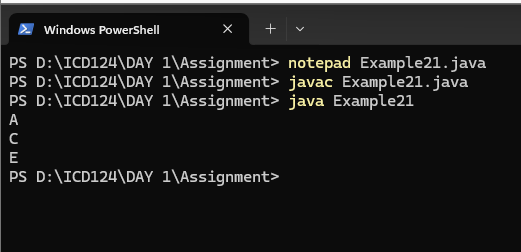 Windows PowerShell
PS D:\ICD124\DAY 1\Assignment> notepad Example21.java
PS D:\ICD124\DAY 1\Assignment> javac Example21.java
PS D:\ICD124\DAY 1\Assignment> java Example21
A
C
E
PS D:\ICD124\DAY 1\Assignment>